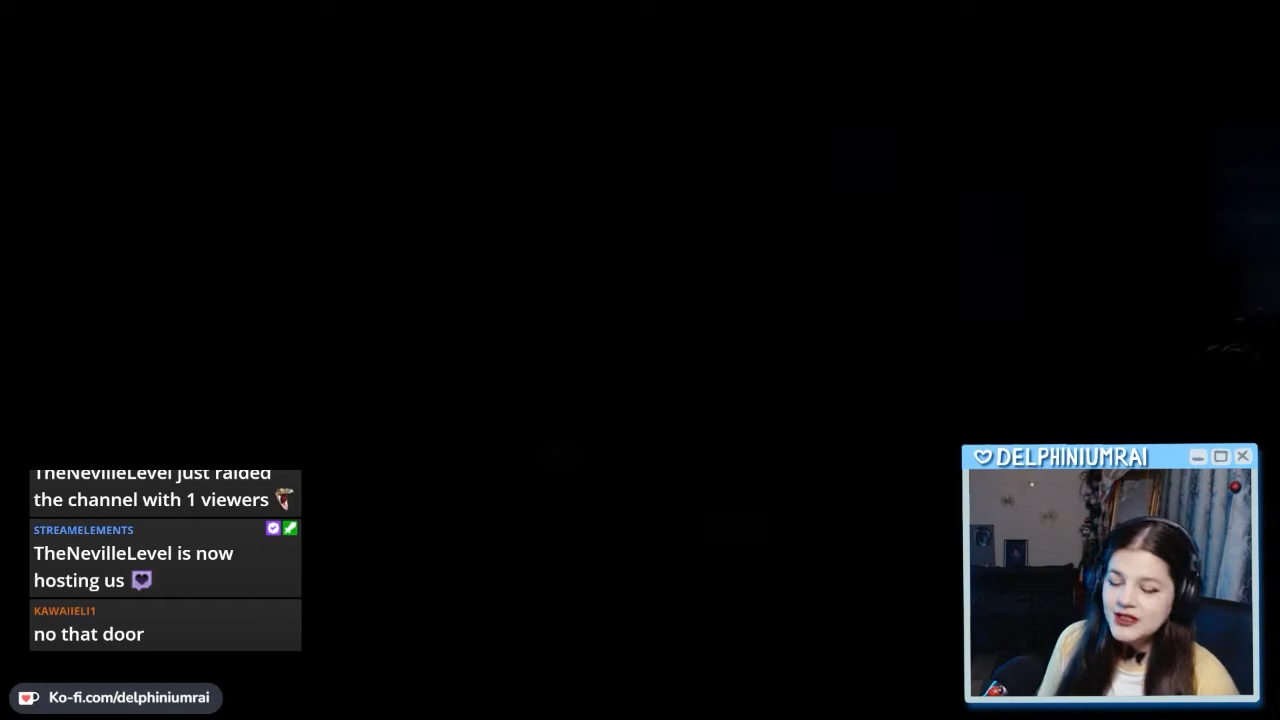 TheNevilleLevel just raided
the channel with 1 viewers
STREAMELEMENTS
TheNevilleLevel is now
hosting us
KAWAIIELI1
no that door
Ko-fi.com/delphiniumrai
DELPHINIUMRAI